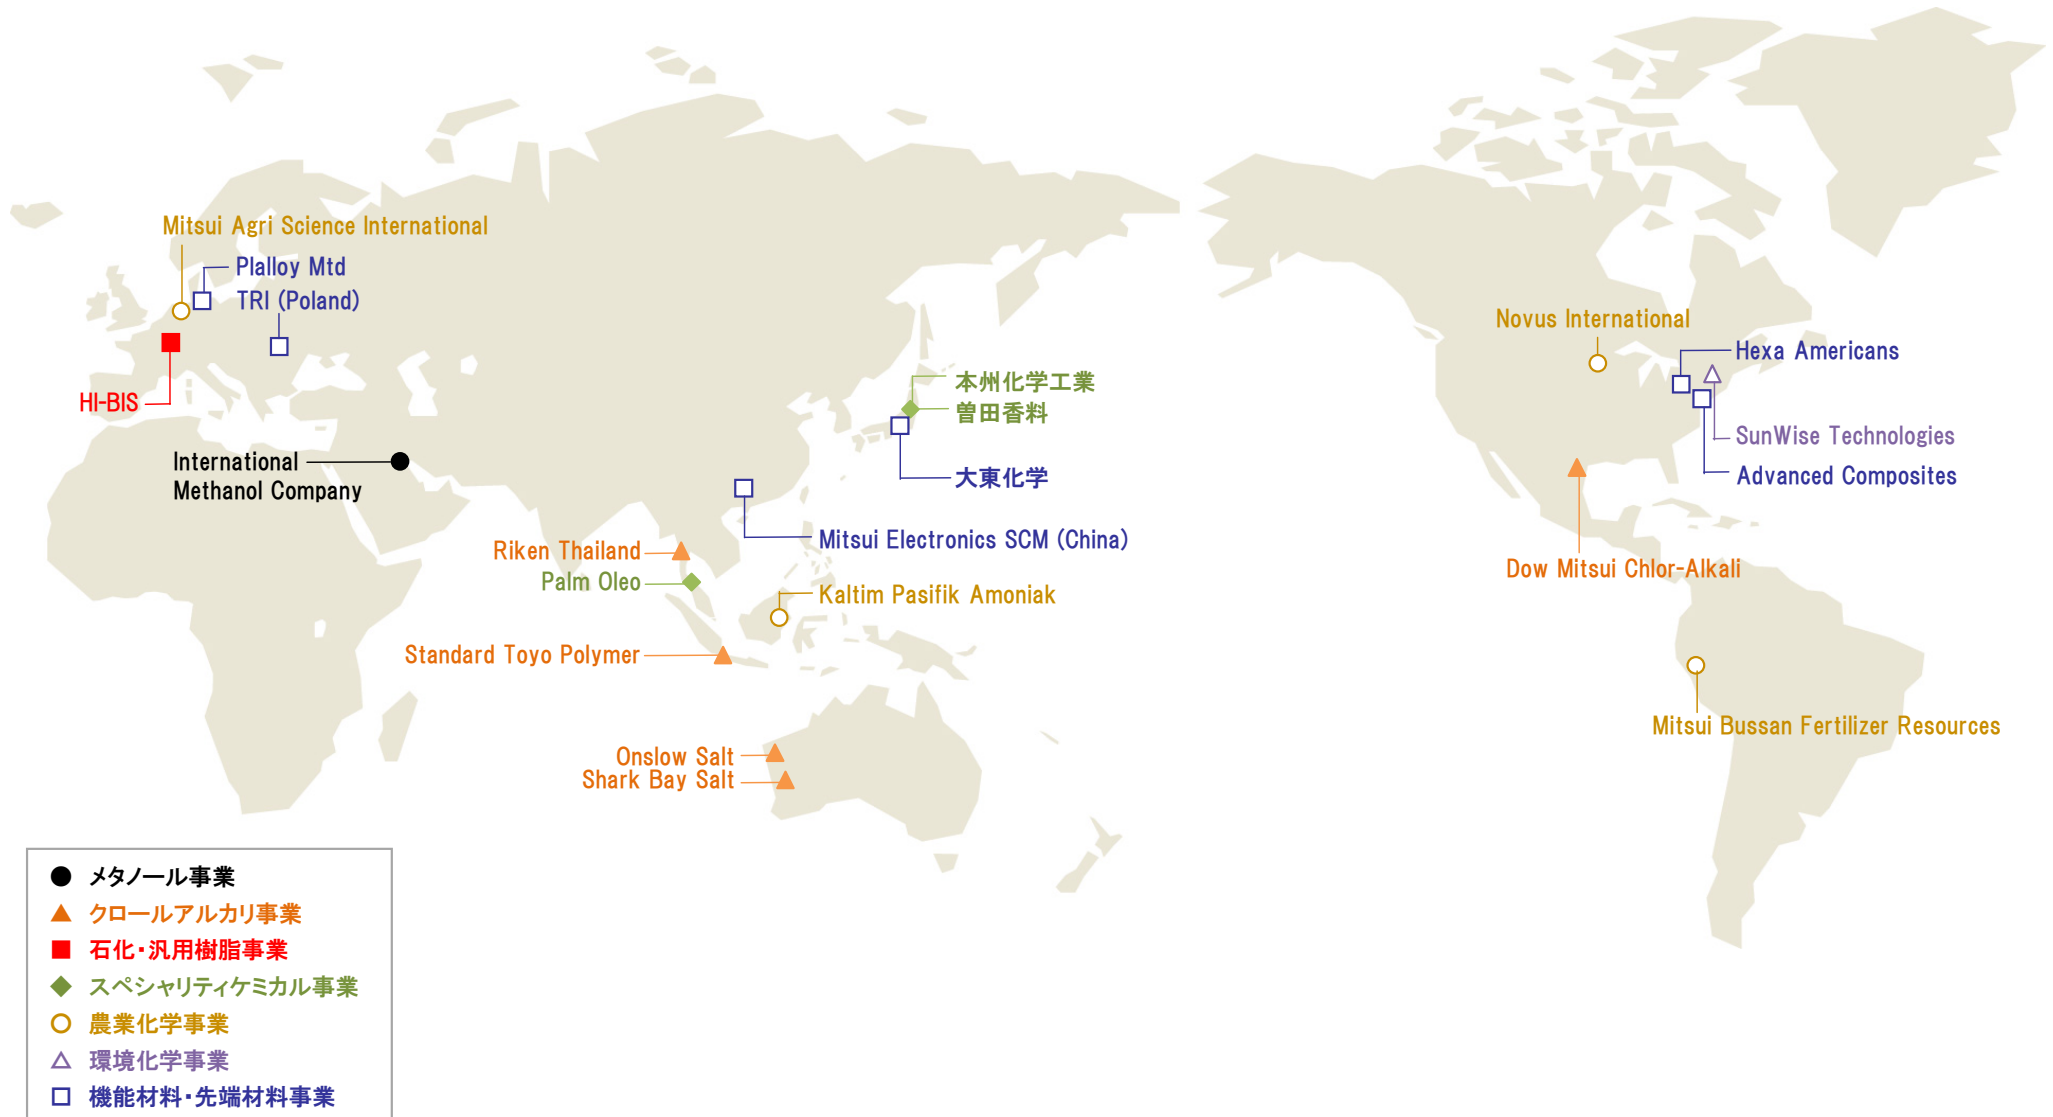 Mitsui Agri Science International
Plalloy Mtd
TRI (Poland)
HI-BIS
International
Methanol Company
本州化学工業
曽田香料
大東化学
Mitsui Electronics SCM (China)
Riken Thailand
Palm Oleo
Kaltim Pasifik Amoniak
Standard Toyo Polymer
Onslow Salt
Shark Bay Salt
Novus International
Hexa Americans
SunWise Technologies
Advanced Composites
Dow Mitsui Chlor-Alkali
Mitsui Bussan Fertilizer Resources
メタノール事業
クロールアルカリ事業
石化・汎用樹脂事業
スペシャリティケミカル事業
農業化学事業
環境化学事業
機能材料・先端材料事業